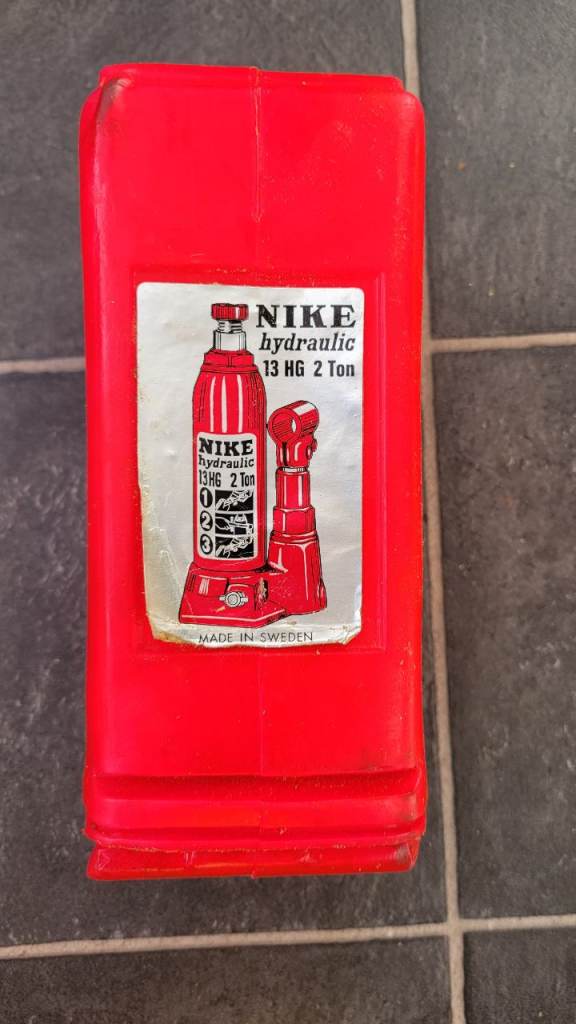 NIKE
hydraulic
13 HG 2 Ton
NIKE
hydraulic
13HG 2 Ton
1
2
3
MADE IN SWEDEN